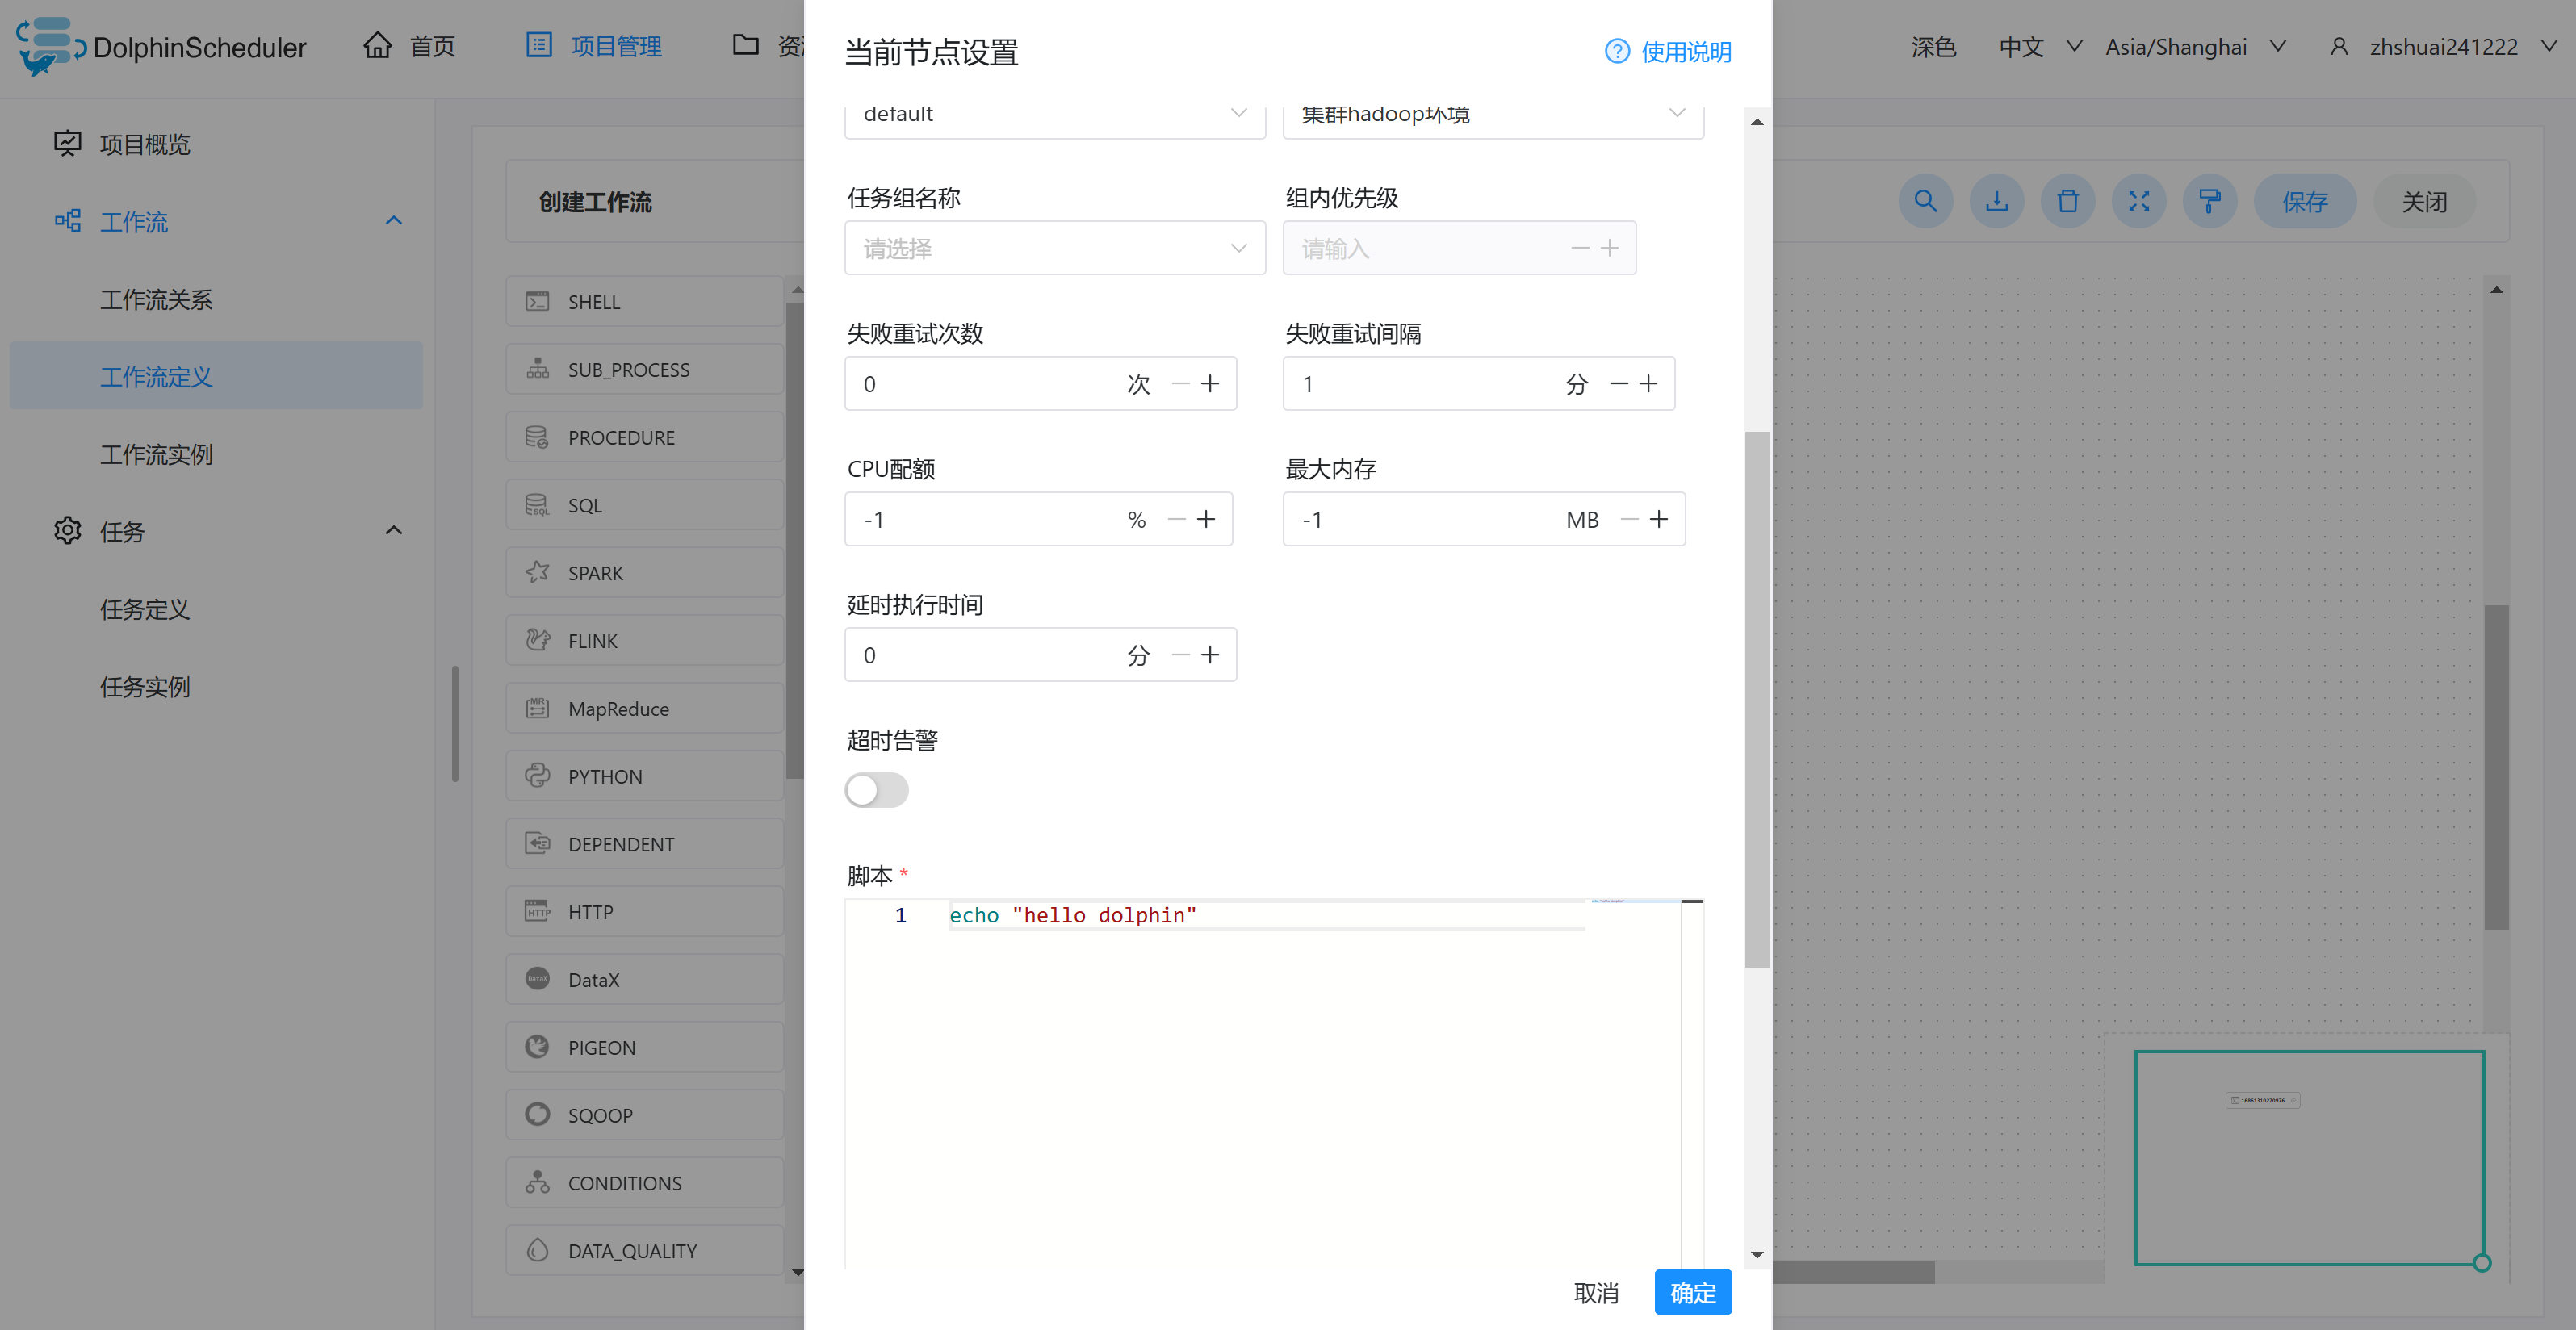 DolphinScheduler 首页 项目管理 深色 中文 Asia/Shanghai zhshuai241222
项目概览
工作流
工作流关系
工作流定义
工作流实例
任务
任务定义
任务实例
创建工作流
保存 关闭
SHELL
SUB_PROCESS
PROCEDURE
SQL
SPARK
FLINK
MapReduce
PYTHON
DEPENDENT
HTTP
DataX
PIGEON
SQOOP
CONDITIONS
DATA_QUALITY
当前节点设置 使用说明
default 集群hadoop环境
任务组名称 组内优先级
请选择 请输入
失败重试次数 失败重试间隔
0 次 1 分
CPU配额 最大内存
-1 % -1 MB
延时执行时间
0 分
超时告警
脚本 *
1 echo "hello dolphin"
取消 确定